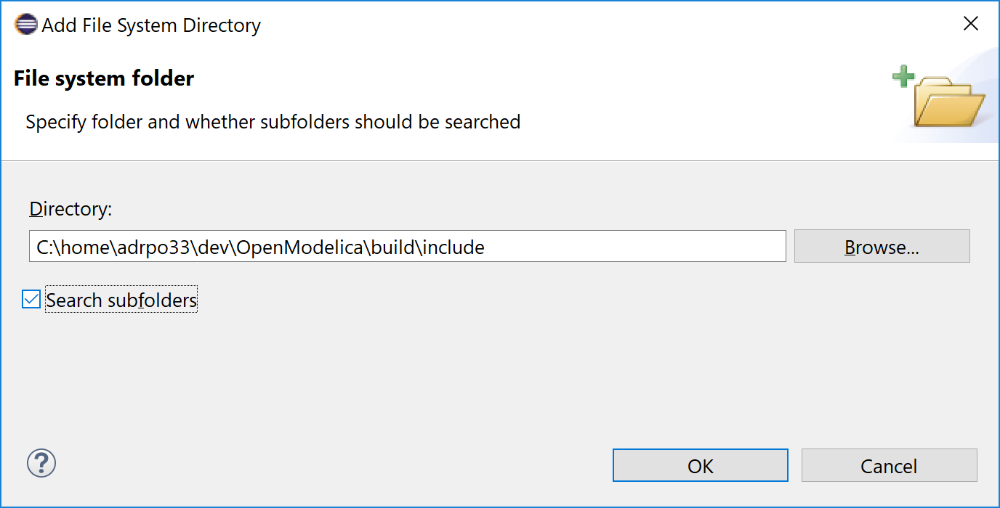 Add File System Directory
File system folder
Specify folder and whether subfolders should be searched
Directory:
C:\home\adrpo33\dev\OpenModelica\build\include
Browse...
Search subfolders
?
OK
Cancel